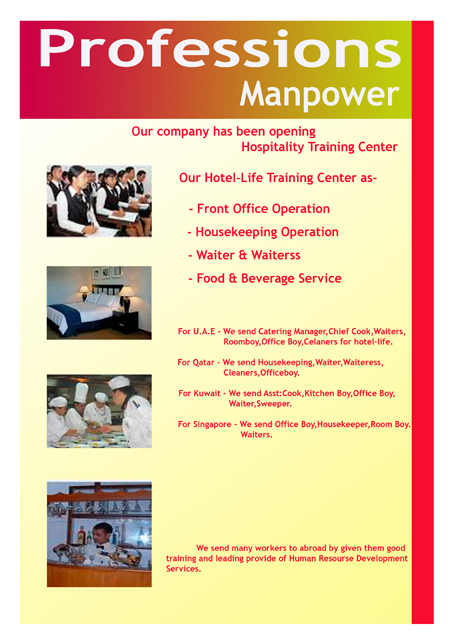 Professions
Manpower
Our company has been opening
Hospitality Training Center
Our Hotel-Life Training Center as-
- Front Office Operation
- Housekeeping Operation
- Waiter & Waiterss
- Food & Beverage Service
For U.A.E - We send Catering Manager,Chief Cook,Waiters,
Roomboy,Office Boy,Celaners for hotel-life.
For Qatar - We send Housekeeping,Waiter,Waiteress,
Cleaners,Officeboy.
For Kuwait - We send Asst:Cook,Kitchen Boy,Office Boy,
Waiter,Sweeper.
For Singapore - We send Office Boy,Housekeeper,Room Boy.
Waiters.
We send many workers to abroad by given them good
training and leading provide of Human Resourse Development
Services.